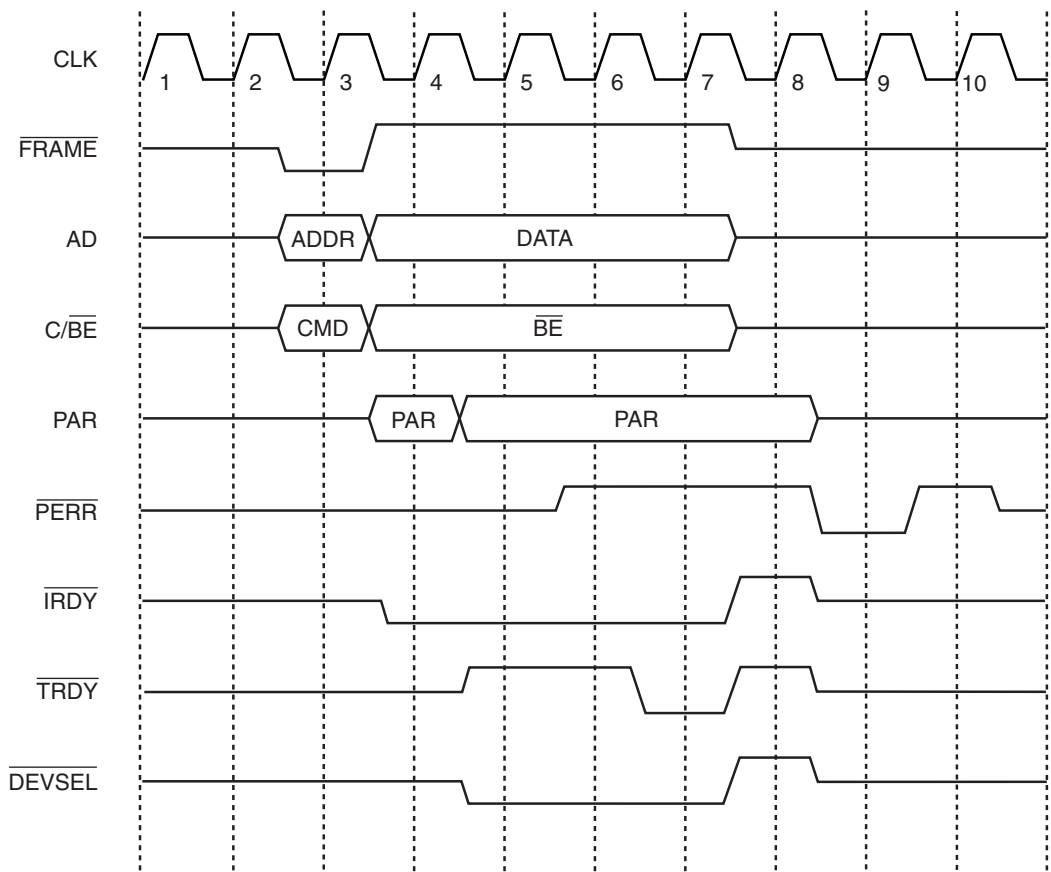 CLK
1 2 3 4 5 6 7 8 9 10
FRAME
AD ADDR DATA
C/BE CMD BE
PAR PAR PAR
PERR
IRDY
TRDY
DEVSEL